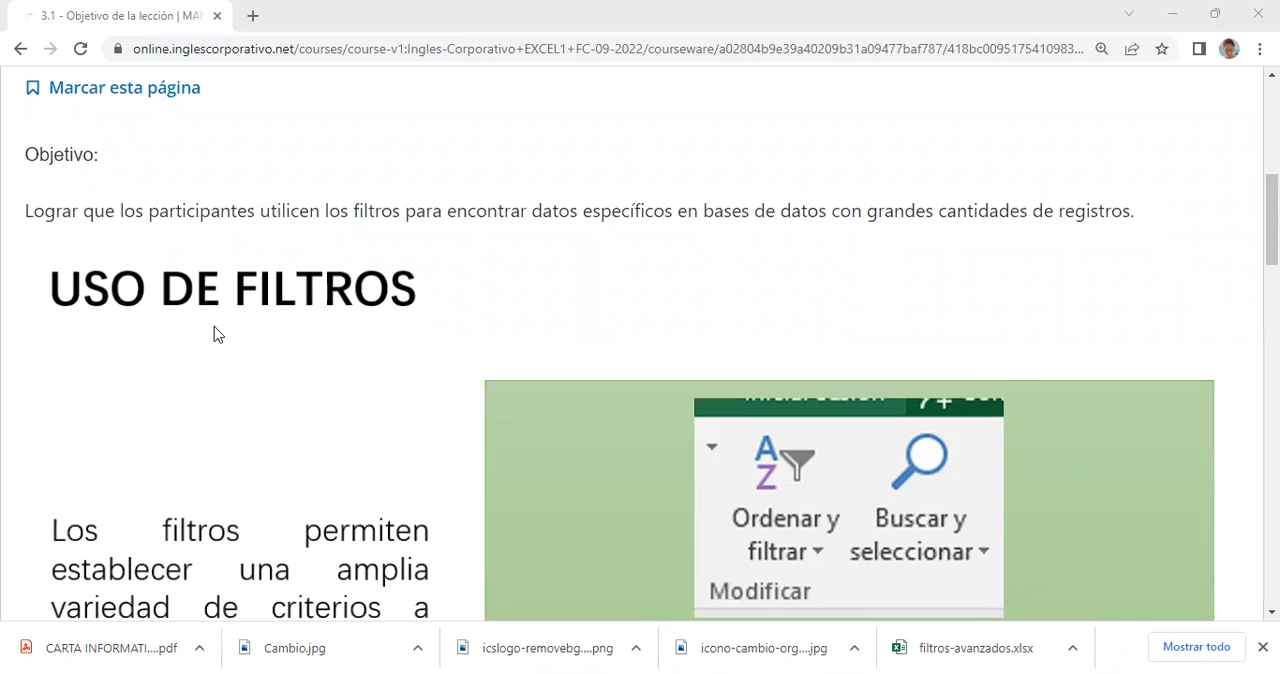 3.1 - Objetivo de la lección | MAN
online.inglescorporativo.net/courses/course-v1:Ingles-Corporativo+EXCEL1+FC-09-2022/courseware/a02804b9e39a40209b31a09477baf787/418bc0095175410983...
Marcar esta página
Objetivo:
Lograr que los participantes utilicen los filtros para encontrar datos específicos en bases de datos con grandes cantidades de registros.
USO DE FILTROS
Ordenar y
filtrar
Buscar y
seleccionar
Modificar
Los filtros permiten
establecer una amplia
variedad de criterios a
CARTA INFORMATI....pdf
Cambio.jpg
icslogo-removebg....png
icono-cambio-org....jpg
filtros-avanzados.xlsx
Mostrar todo